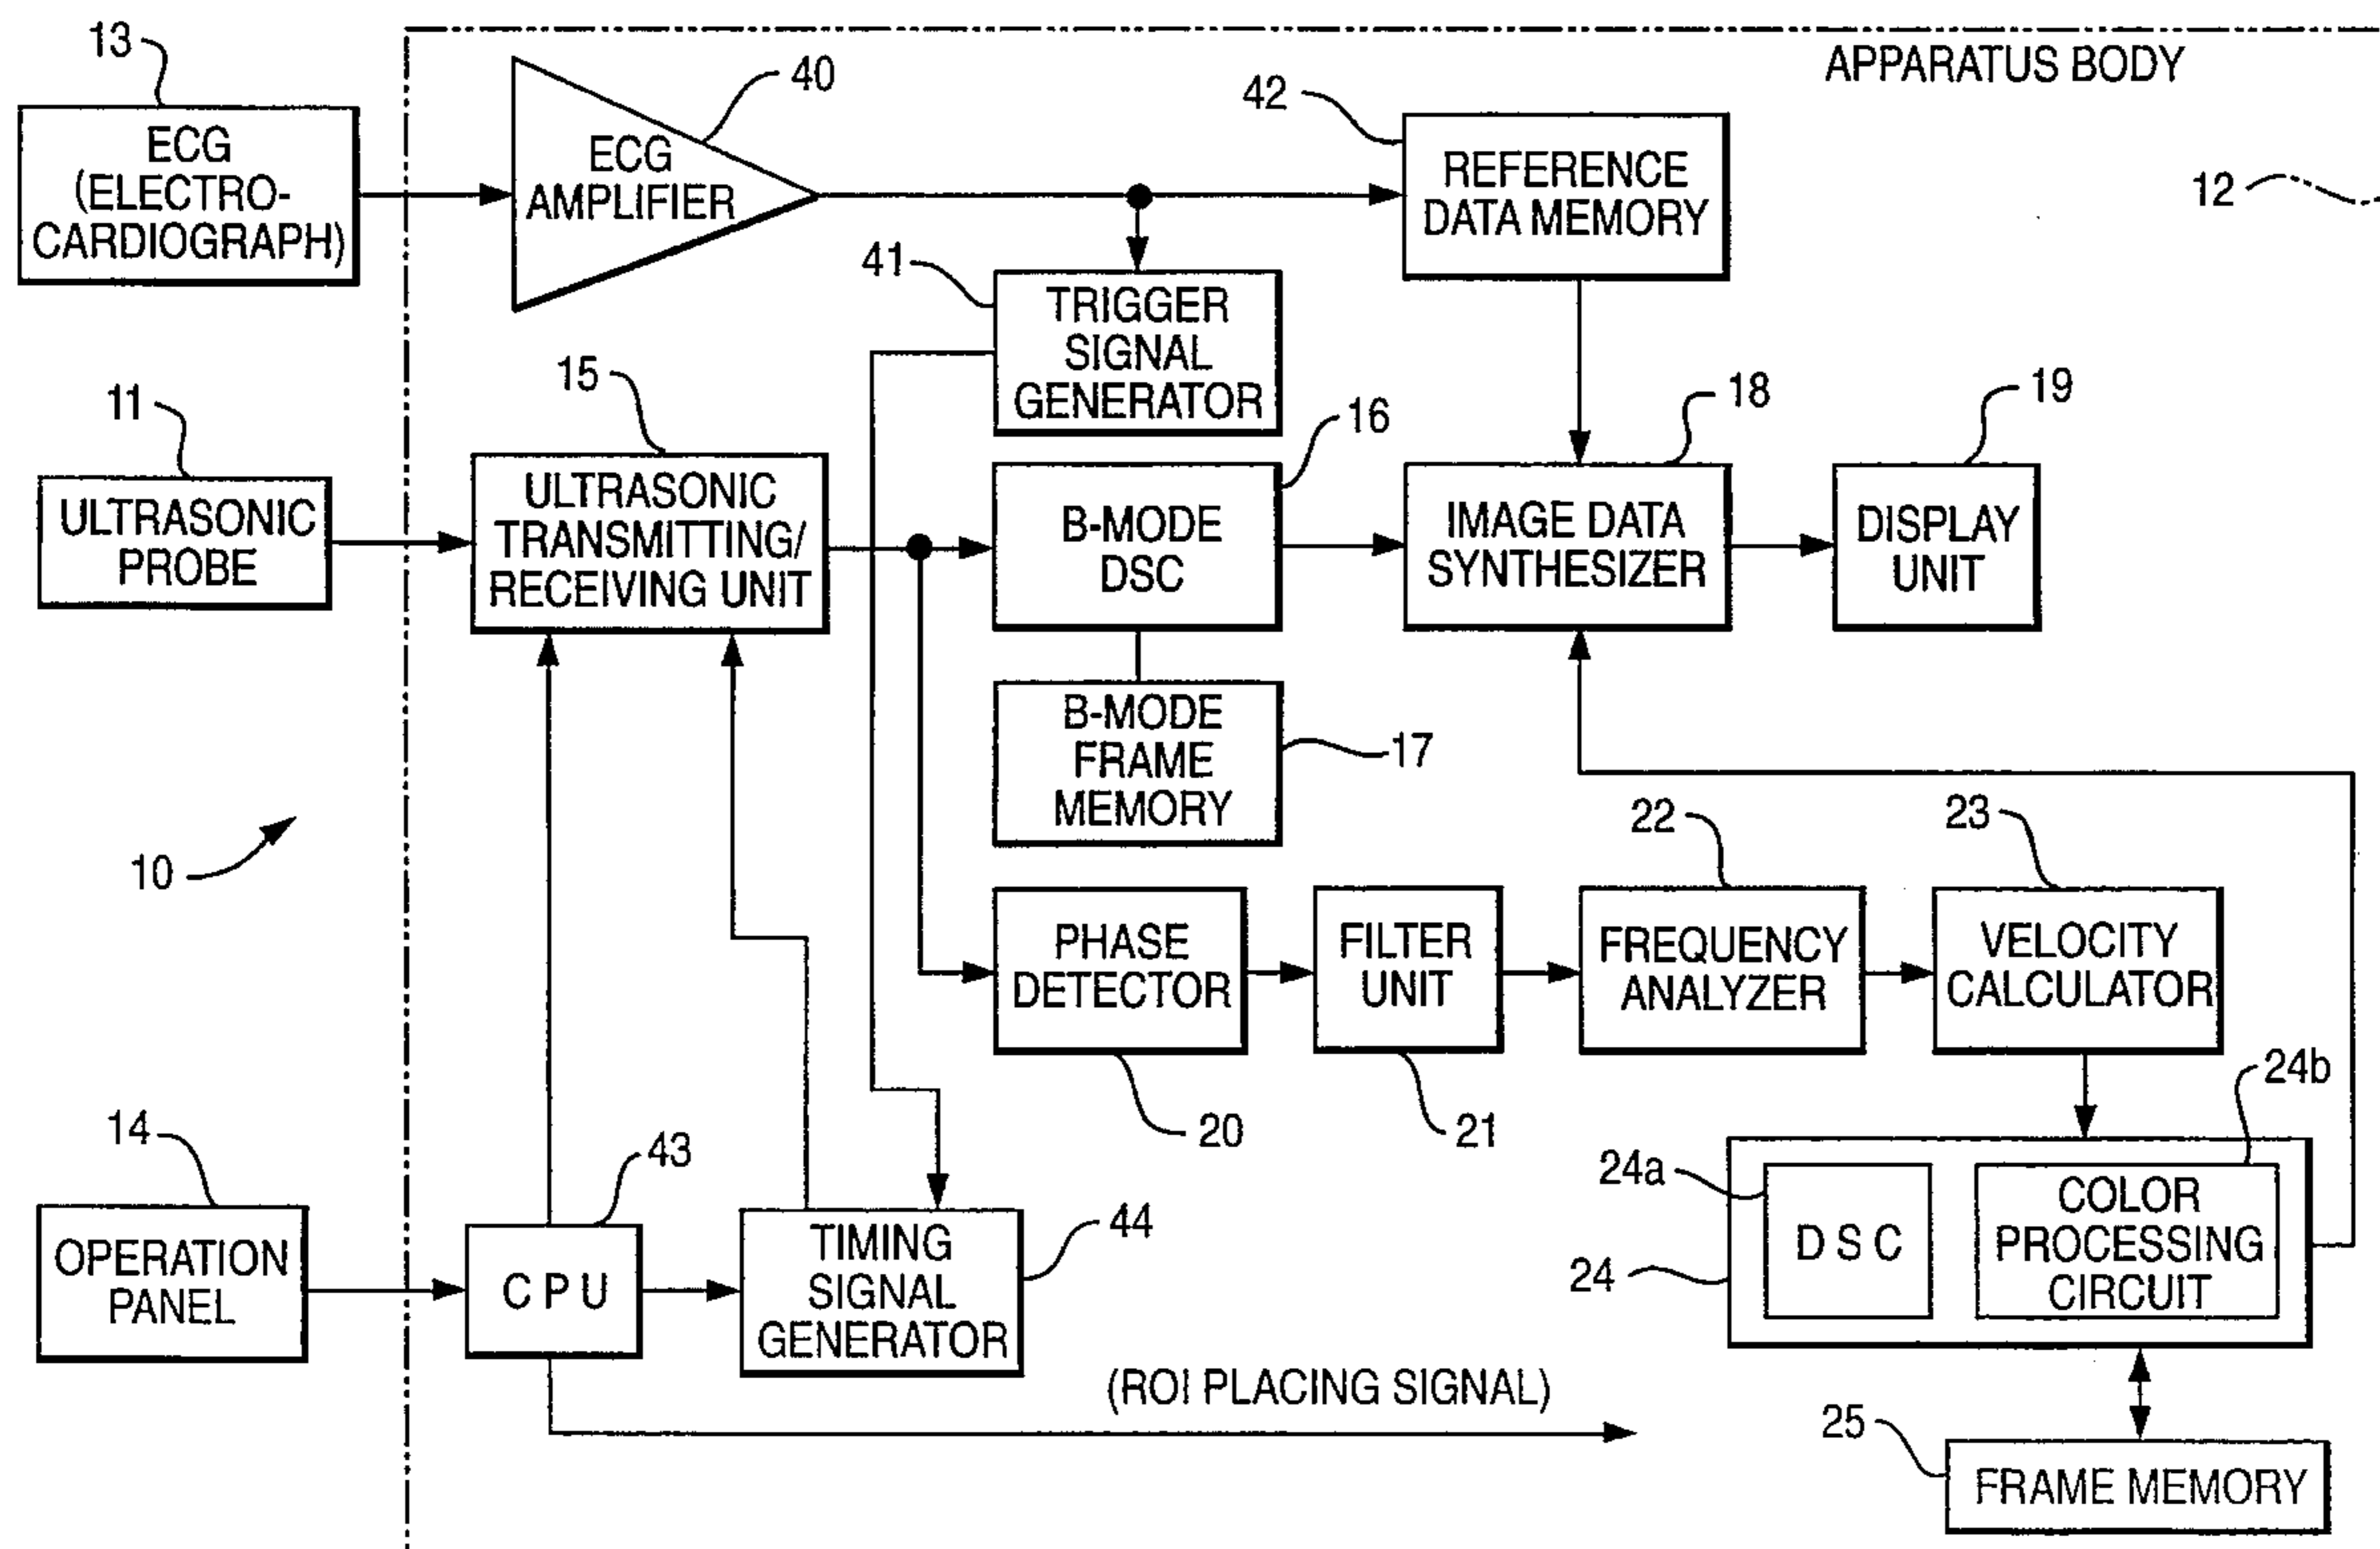 13
APPARATUS BODY
40
42
ECG
(ELECTRO-
CARDIOGRAPH)
ECG
AMPLIFIER
REFERENCE
DATA MEMORY
12
41
TRIGGER
SIGNAL
GENERATOR
11
15
16
18
19
ULTRASONIC
PROBE
ULTRASONIC
TRANSMITTING/
RECEIVING UNIT
B-MODE
DSC
IMAGE DATA
SYNTHESIZER
DISPLAY
UNIT
B-MODE
FRAME
MEMORY
17
10
22
23
PHASE
DETECTOR
FILTER
UNIT
FREQUENCY
ANALYZER
VELOCITY
CALCULATOR
20
21
24b
14
43
44
24a
24
OPERATION
PANEL
C P U
TIMING
SIGNAL
GENERATOR
D S C
COLOR
PROCESSING
CIRCUIT
(ROI PLACING SIGNAL)
25
FRAME MEMORY